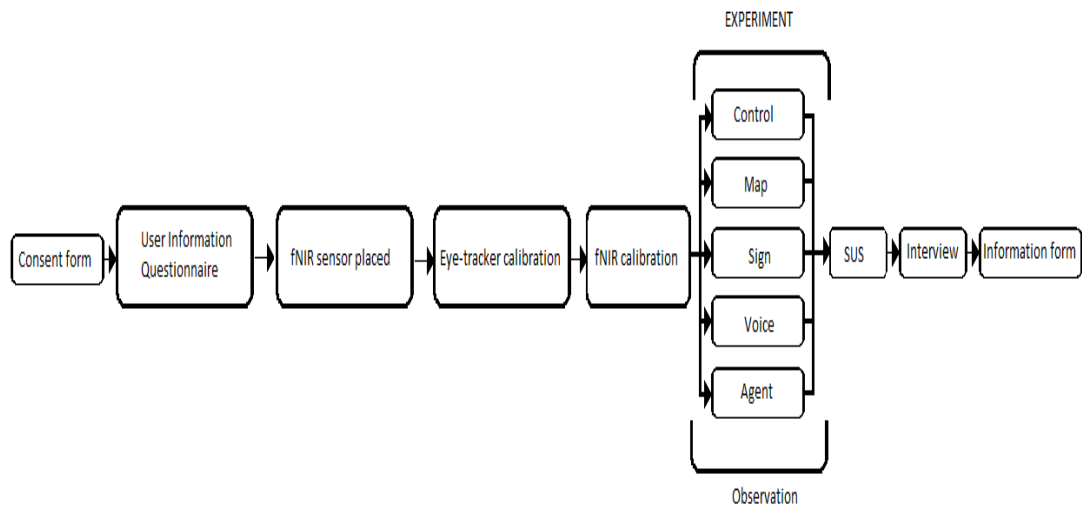 EXPERIMENT
Consent form
User Information
Questionnaire
fNIR sensor placed
Eye-tracker calibration
fNIR calibration
Control
Map
Sign
Voice
Agent
SUS
Interview
Information form
Observation